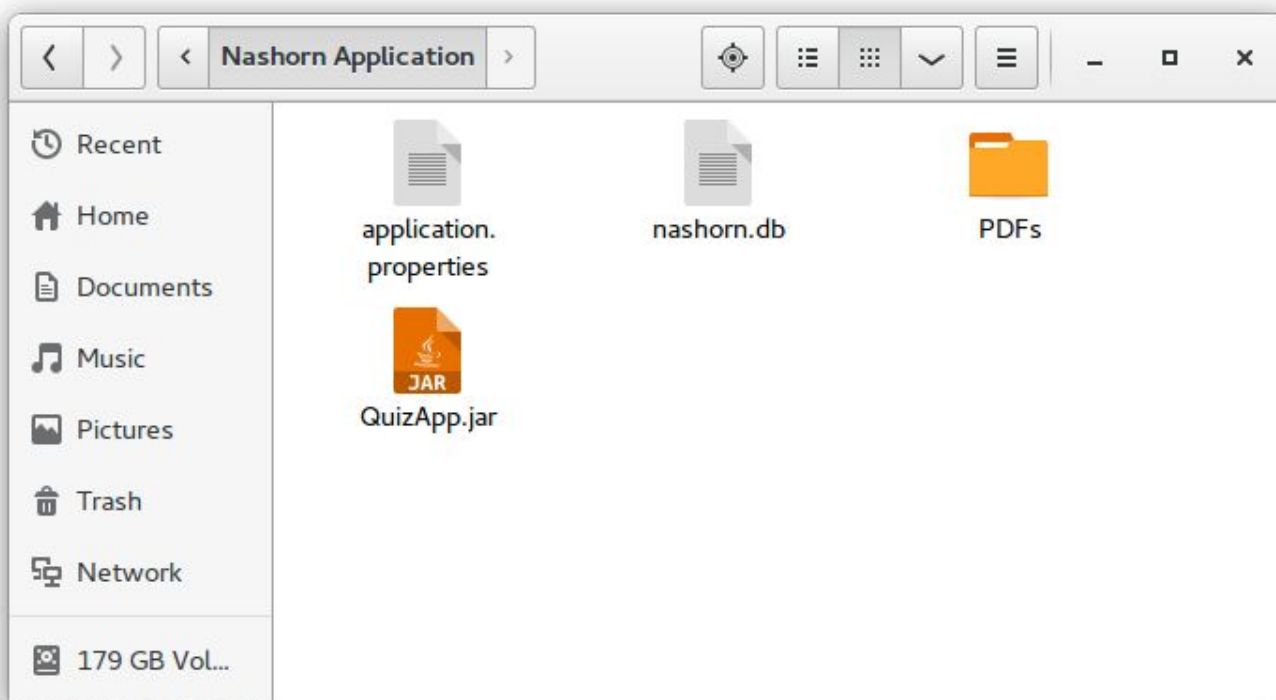 Nashorn Application
Recent
Home
Documents
Music
Pictures
Trash
Network
179 GB Vol...
application.
properties
nashorn.db
PDFs
JAR
QuizApp.jar